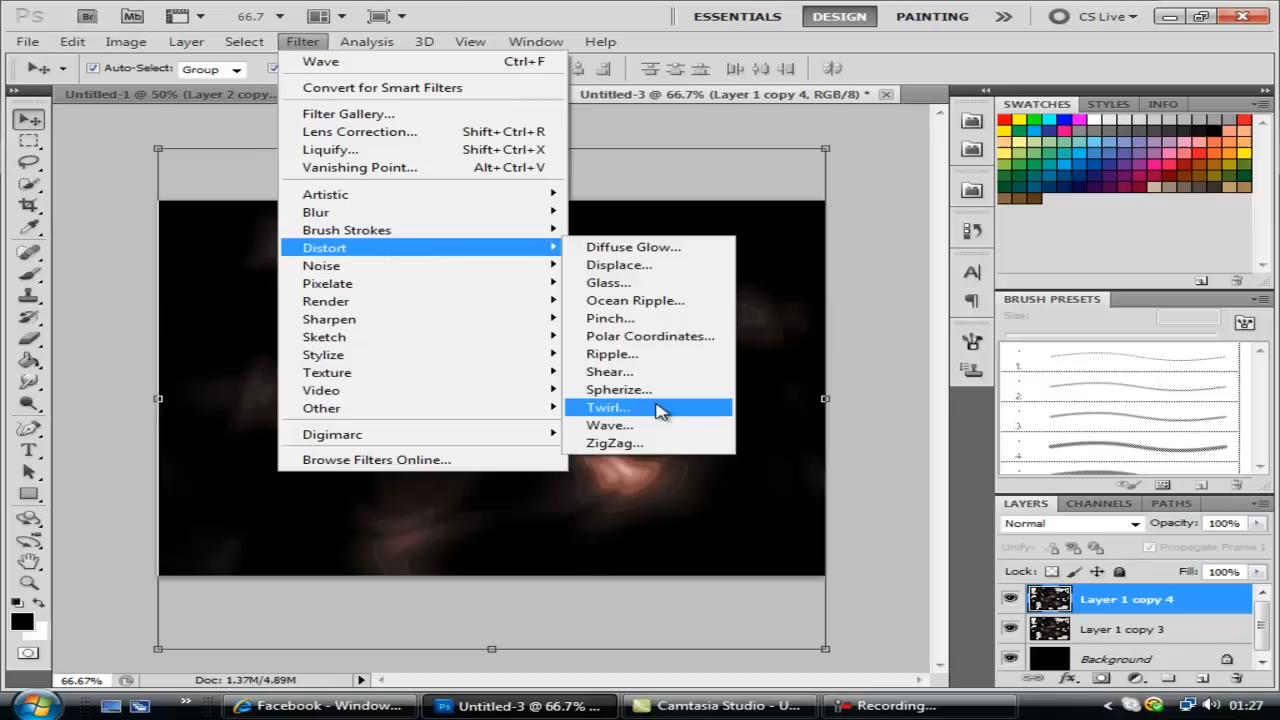 Ps Br Mb 66.7 ESSENTIALS DESIGN PAINTING CS Live
File Edit Image Layer Select Filter Analysis 3D View Window Help
Auto-Select: Group
Untitled-1 @ 50% (Layer 2 copy... Untitled-3 @ 66.7% (Layer 1 copy 4, RGB/8) *
Wave Ctrl+F
Convert for Smart Filters
Filter Gallery...
Lens Correction... Shift+Ctrl+R
Liquify... Shift+Ctrl+X
Vanishing Point... Alt+Ctrl+V
Artistic
Blur
Brush Strokes
Distort
Noise
Pixelate
Render
Sharpen
Sketch
Stylize
Texture
Video
Other
Digimarc
Browse Filters Online...
Diffuse Glow...
Displace...
Glass...
Ocean Ripple...
Pinch...
Polar Coordinates...
Ripple...
Shear...
Spherize...
Twirl...
Wave...
ZigZag...
SWATCHES STYLES INFO
BRUSH PRESETS
Size:
LAYERS CHANNELS PATHS
Normal Opacity: 100%
Unify: Propagate Frame 1
Lock: Fill: 100%
Layer 1 copy 4
Layer 1 copy 3
Background
66.67% Doc: 1.37M/4.89M
Facebook - Window... Untitled-3 @ 66.7% ... Camtasia Studio - U... Recording... 01:27